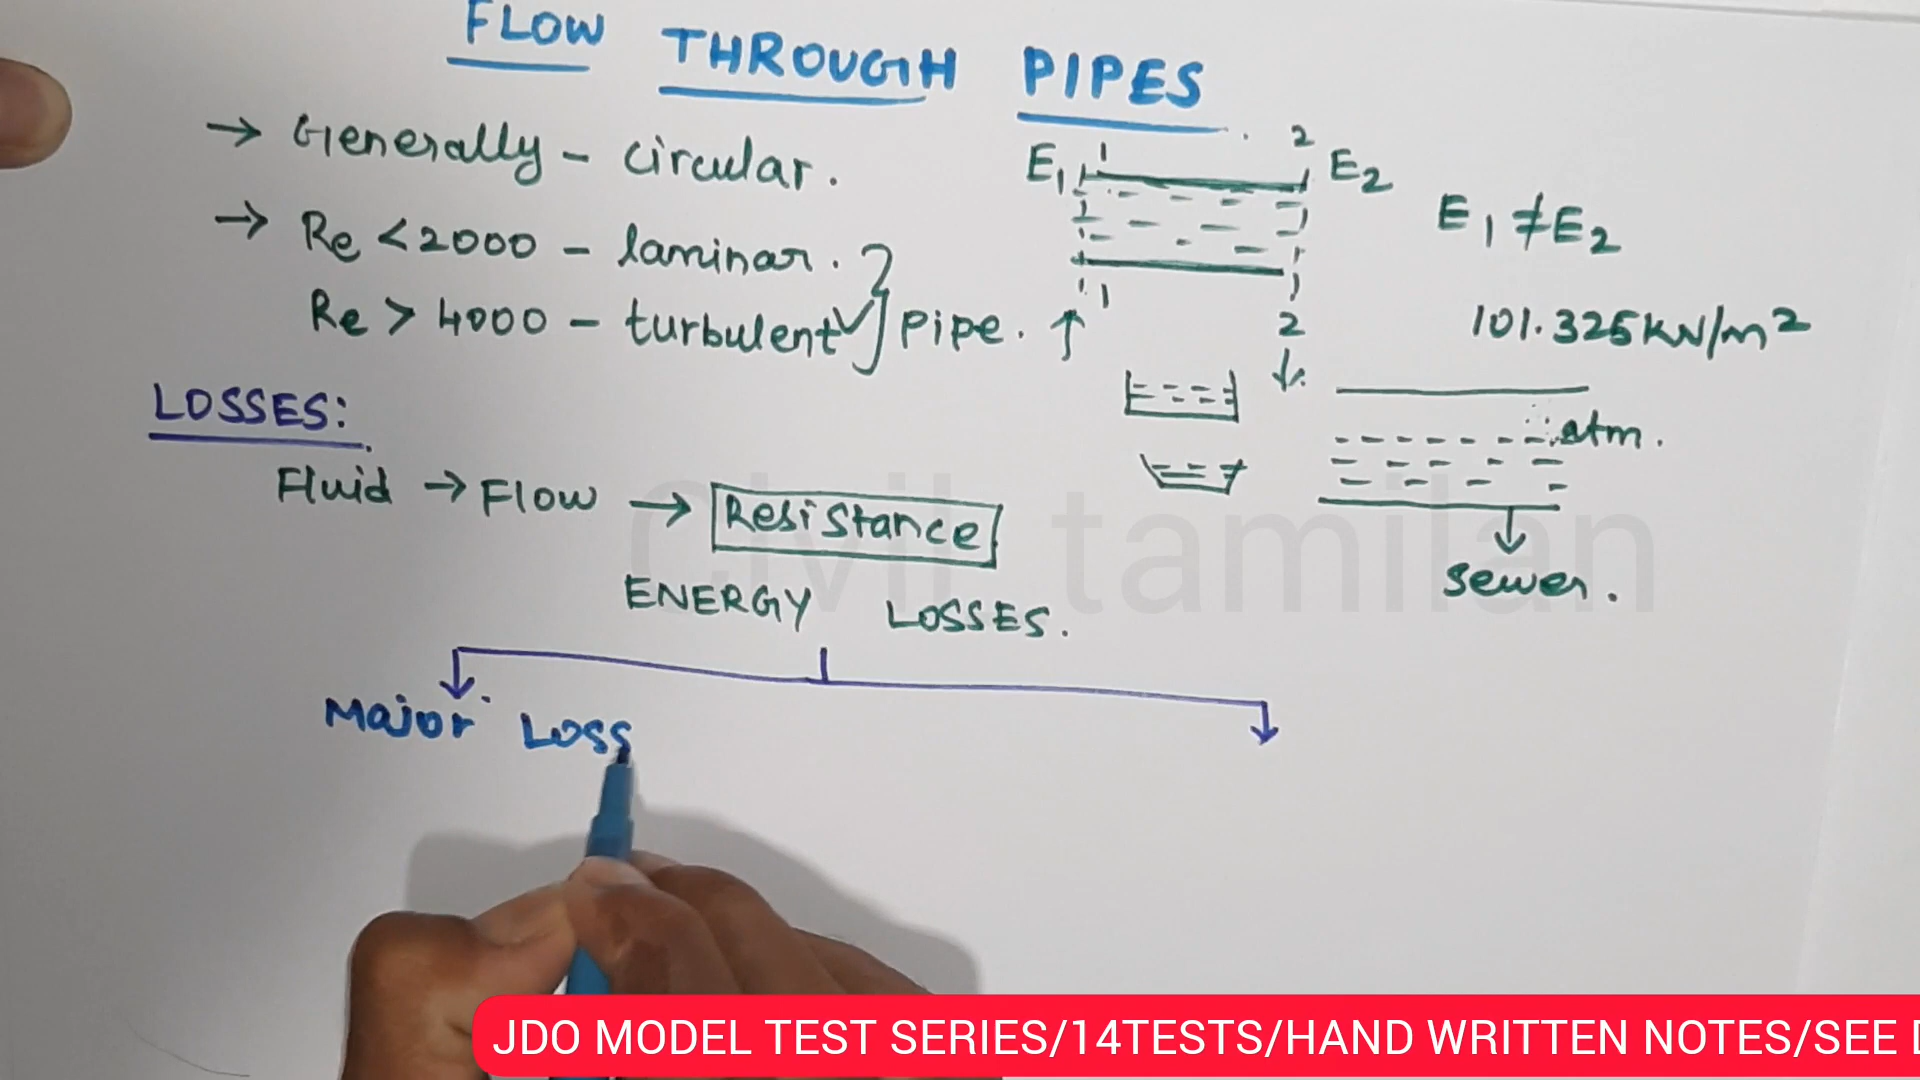 FLOW THROUGH PIPES
→ Generally - circular.
→ Re < 2000 - laminar.
Re > 4000 - turbulent ✓ } pipe. ↑
E1 1 2 E2
1 2
E1 ≠ E2
101.325 KN/m2
atm.
sewer.
LOSSES:
Fluid → Flow → Resistance
ENERGY LOSSES.
Major Loss
Civil tamilan
JDO MODEL TEST SERIES/14TESTS/HAND WRITTEN NOTES/SEE D